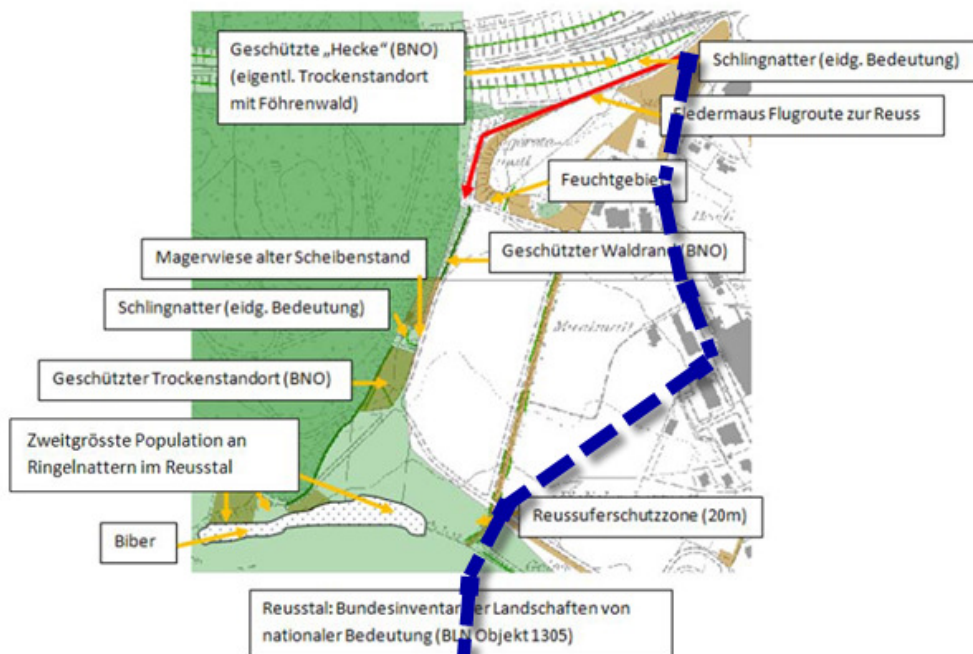 Geschützte „Hecke“ (BNO)
(eigentl. Trockenstandort
mit Föhrenwald)
Schlingnatter (eidg. Bedeutung)
Fledermaus Flugroute zur Reuss
Feuchtgebiet
Magerwiese alter Scheibenstand
Geschützter Waldrand (BNO)
Schlingnatter (eidg. Bedeutung)
Geschützter Trockenstandort (BNO)
Zweitgrösste Population an
Ringelnattern im Reusstal
Reussuferschutzzone (20m)
Biber
Reusstal: Bundesinventar der Landschaften von
nationaler Bedeutung (BLN Objekt 1305)